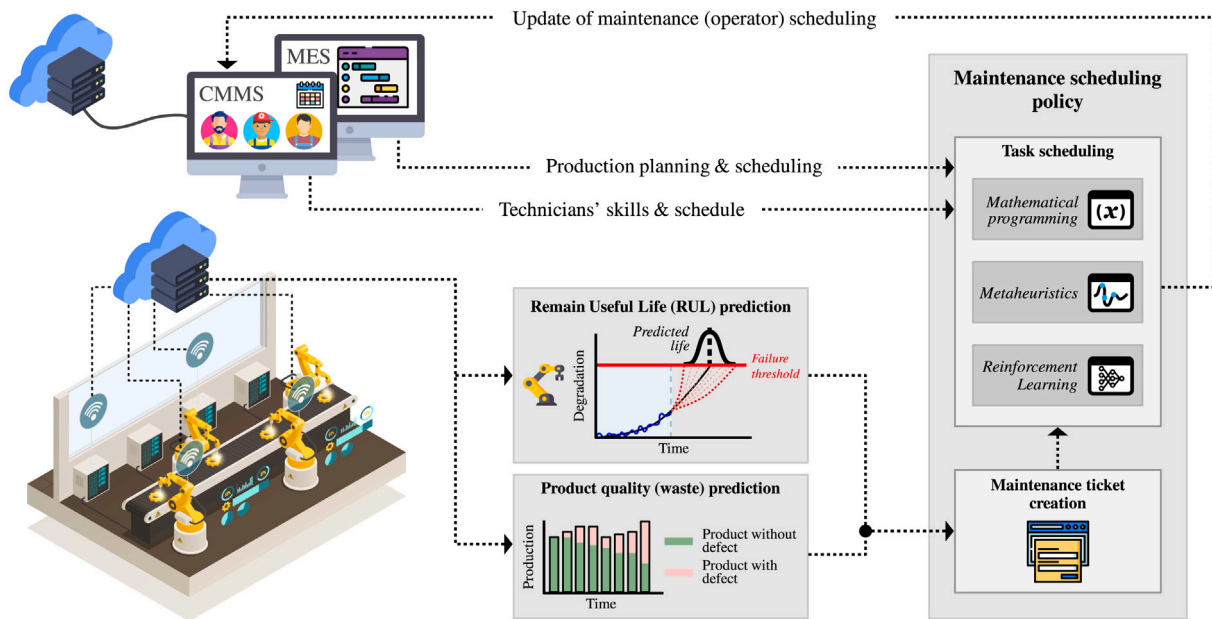 Update of maintenance (operator) scheduling
MES
CMMS
Maintenance scheduling
policy
Task scheduling
Production planning & scheduling
Mathematical
programming
(x)
Technicians' skills & schedule
Metaheuristics
Remain Useful Life (RUL) prediction
Predicted
life
Failure
threshold
Degradation
Time
Reinforcement
Learning
Product quality (waste) prediction
Production
Product without
defect
Product with
defect
Time
Maintenance ticket
creation